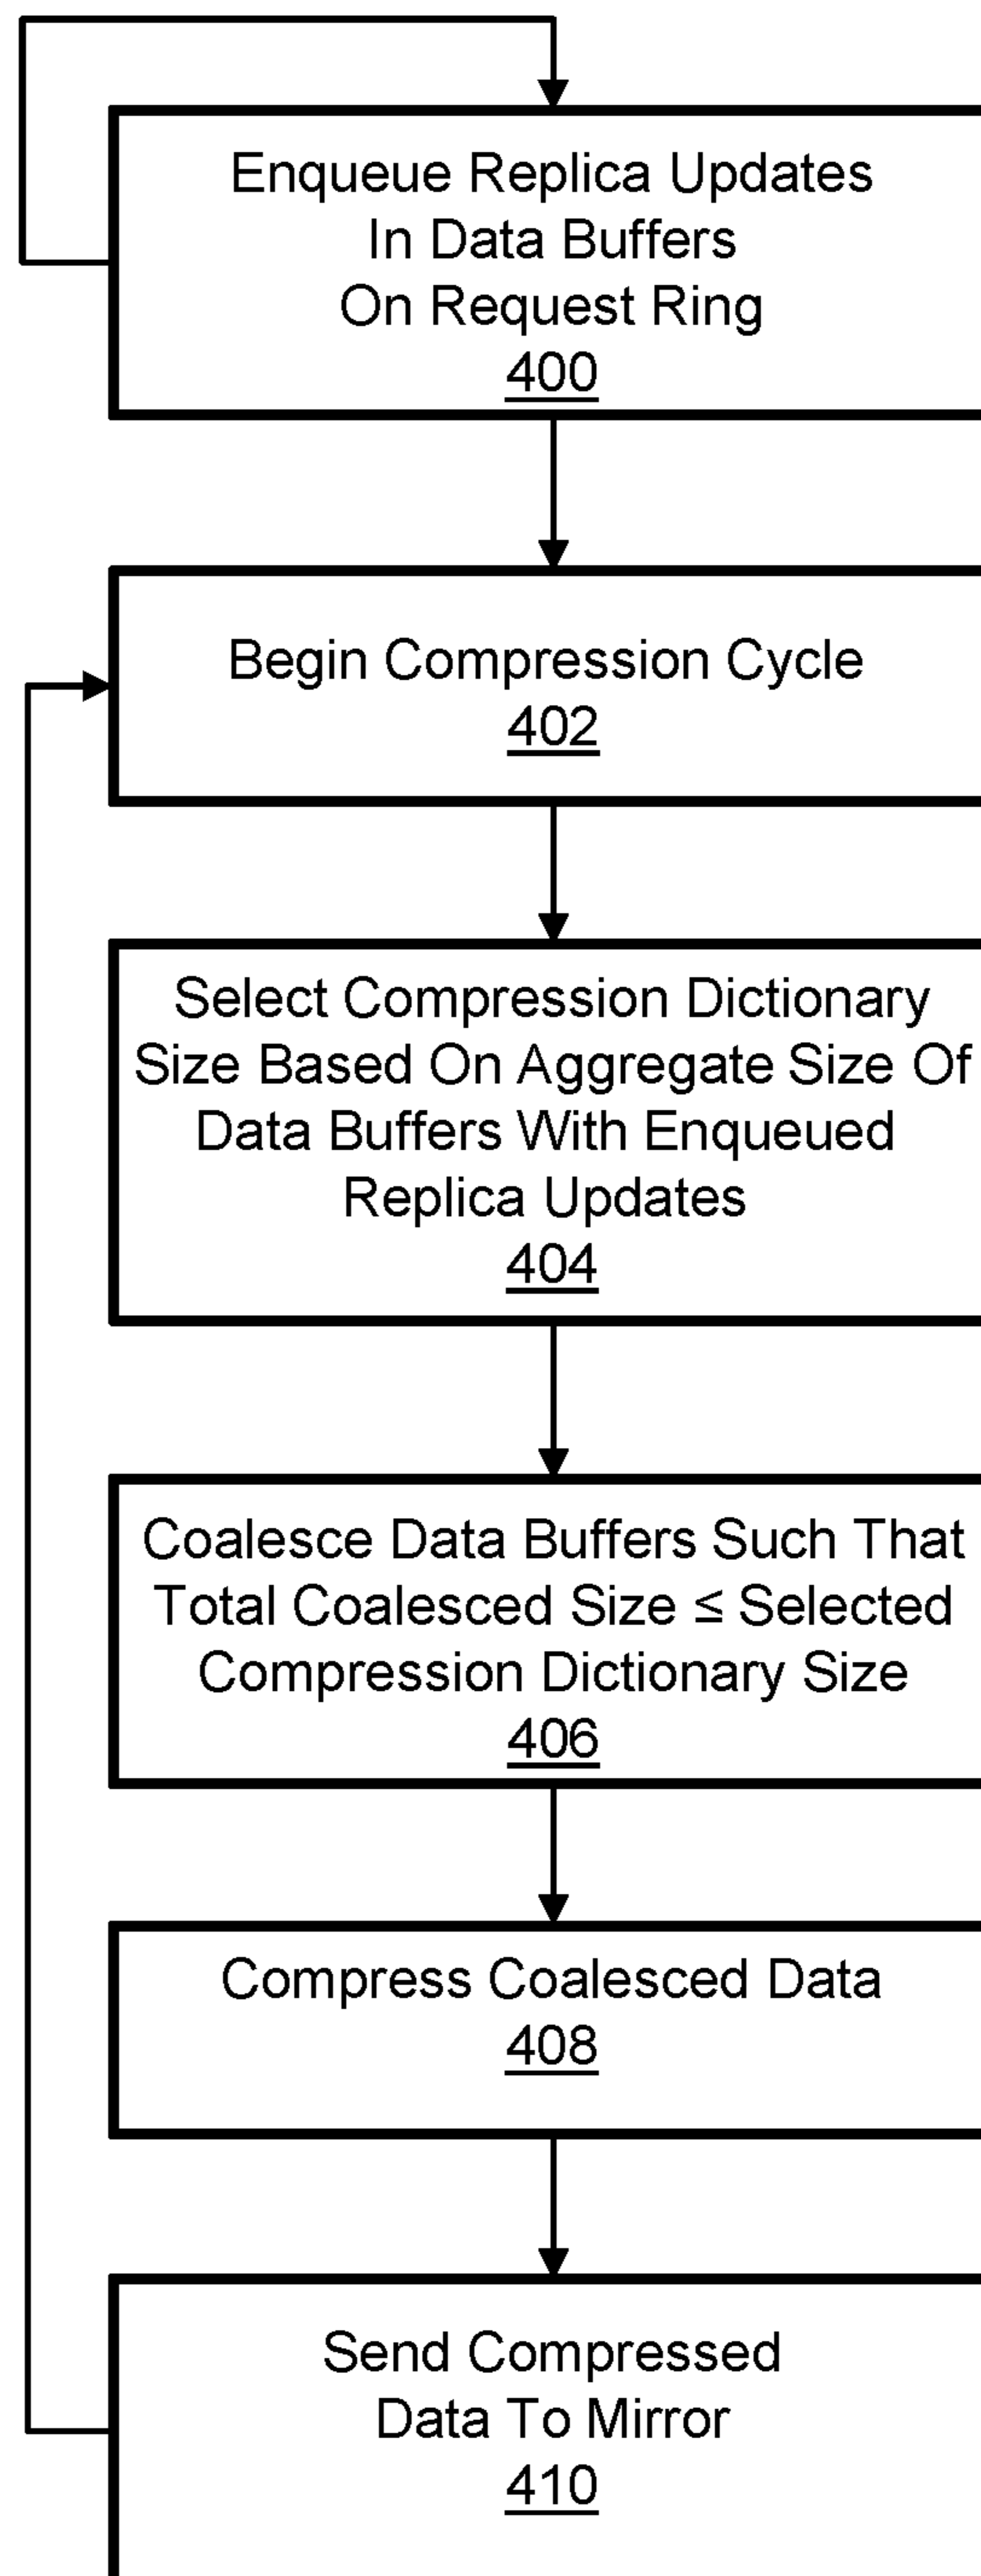 Enqueue Replica Updates
In Data Buffers
On Request Ring
400
Begin Compression Cycle
402
Select Compression Dictionary
Size Based On Aggregate Size Of
Data Buffers With Enqueued
Replica Updates
404
Coalesce Data Buffers Such That
Total Coalesced Size ≤ Selected
Compression Dictionary Size
406
Compress Coalesced Data
408
Send Compressed
Data To Mirror
410